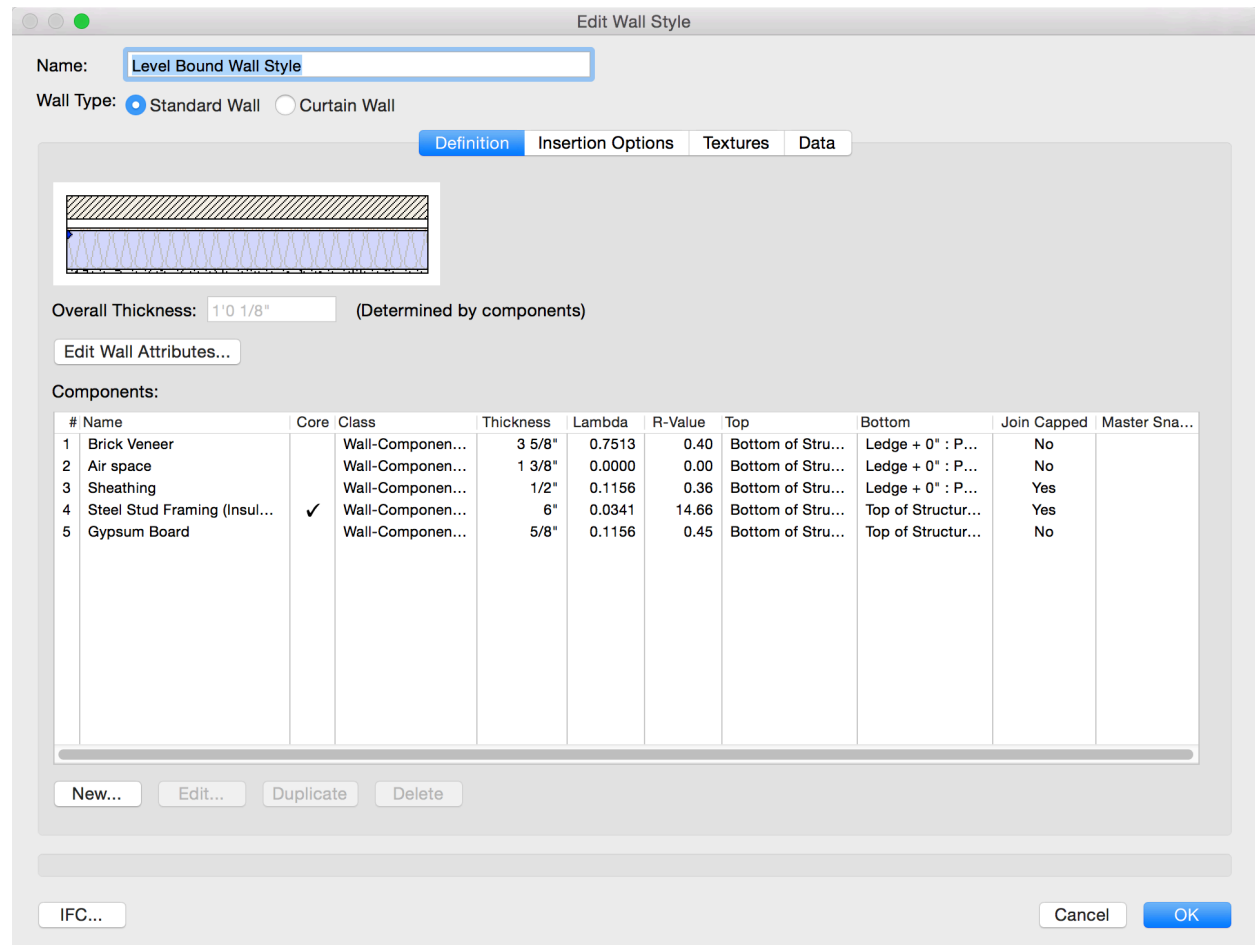 Edit Wall Style
Name: Level Bound Wall Style
Wall Type: Standard Wall Curtain Wall
Definition Insertion Options Textures Data
Overall Thickness: 1'0 1/8" (Determined by components)
Edit Wall Attributes...
Components:
# Name Core Class Thickness Lambda R-Value Top Bottom Join Capped Master Sna...
1 Brick Veneer Wall-Componen... 3 5/8" 0.7513 0.40 Bottom of Stru... Ledge + 0" : P... No
2 Air space Wall-Componen... 1 3/8" 0.0000 0.00 Bottom of Stru... Ledge + 0" : P... No
3 Sheathing Wall-Componen... 1/2" 0.1156 0.36 Bottom of Stru... Ledge + 0" : P... Yes
4 Steel Stud Framing (Insul... ✓ Wall-Componen... 6" 0.0341 14.66 Bottom of Stru... Top of Structur... Yes
5 Gypsum Board Wall-Componen... 5/8" 0.1156 0.45 Bottom of Stru... Top of Structur... No
New... Edit... Duplicate Delete
IFC... Cancel OK